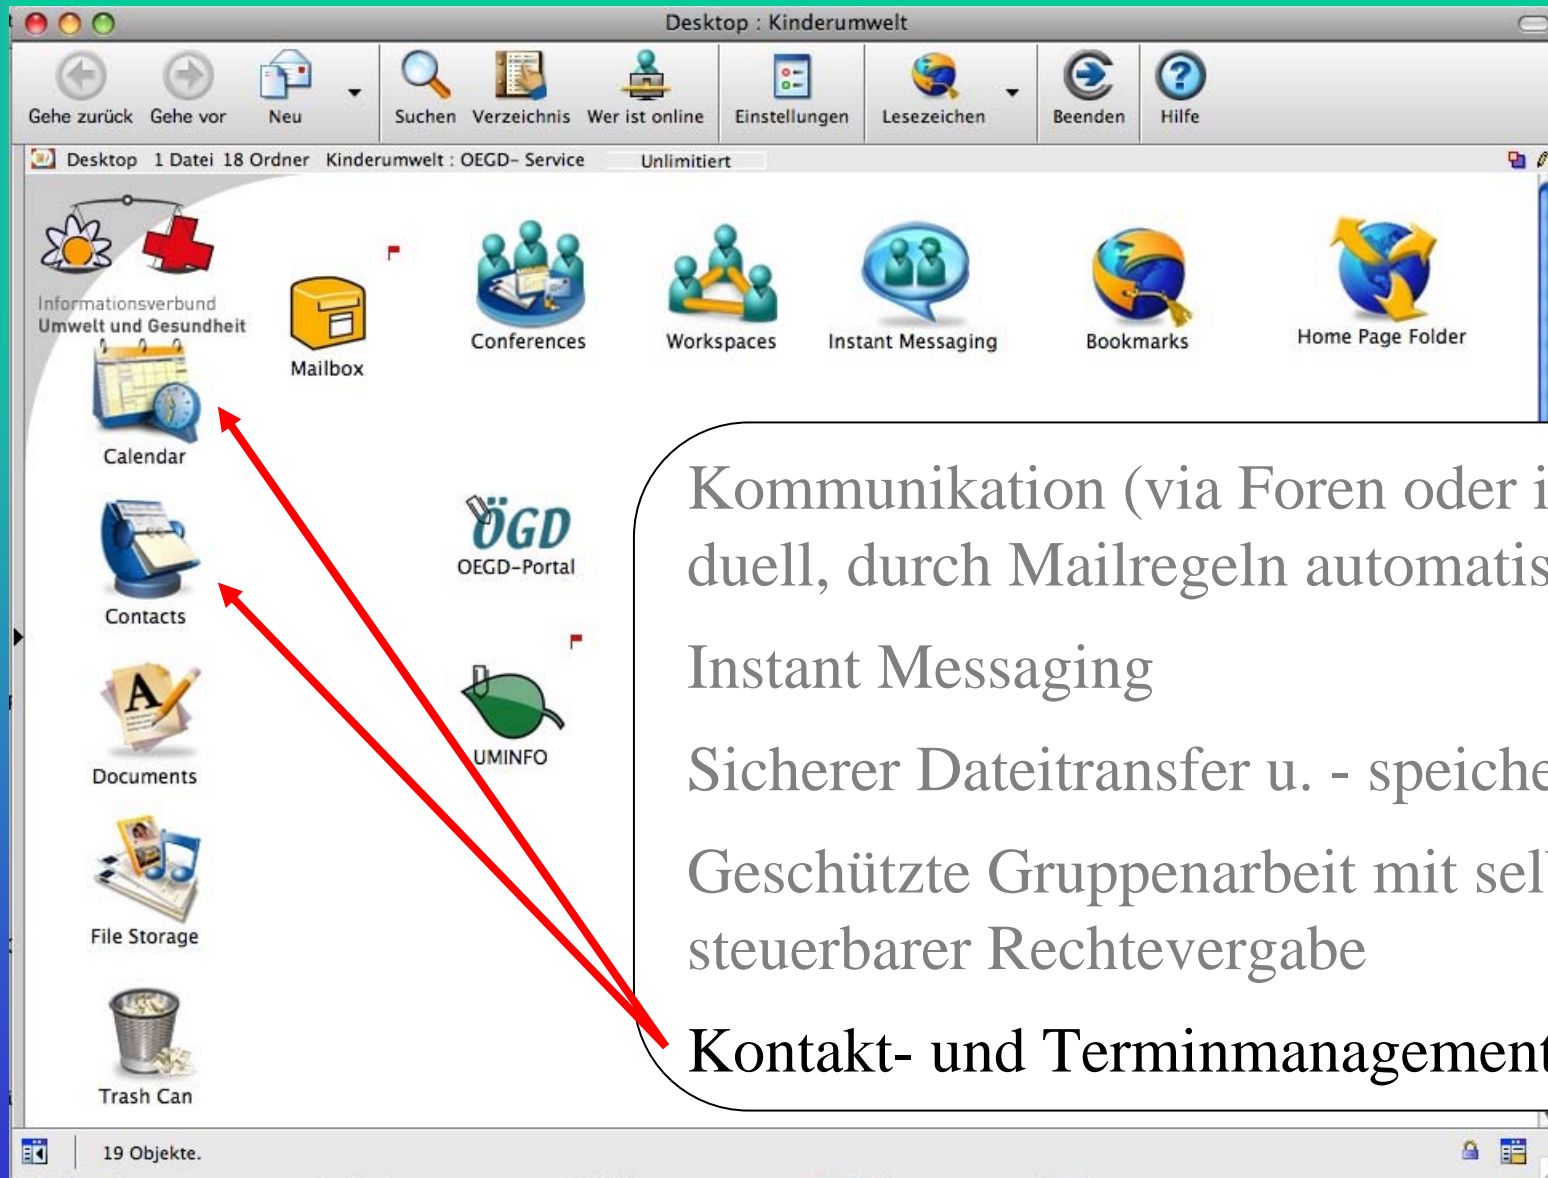 Desktop : Kinderumwelt
Gehe zurück Gehe vor Neu Suchen Verzeichnis Wer ist online Einstellungen Lesezeichen Beenden Hilfe
Desktop 1 Datei 18 Ordner Kinderumwelt : OEGD- Service Unlimitiert
Informationsverbund
Umwelt und Gesundheit
Mailbox
Conferences
Workspaces
Instant Messaging
Bookmarks
Home Page Folder
Calendar
ÖGD
OEGD-Portal
Contacts
UMINFO
Documents
File Storage
Trash Can
Kommunikation (via Foren oder i
duell, durch Mailregeln automatis
Instant Messaging
Sicherer Dateitransfer u. - speiche
Geschützte Gruppenarbeit mit sel
steuerbarer Rechtevergabe
Kontakt- und Terminmanagement
19 Objekte.